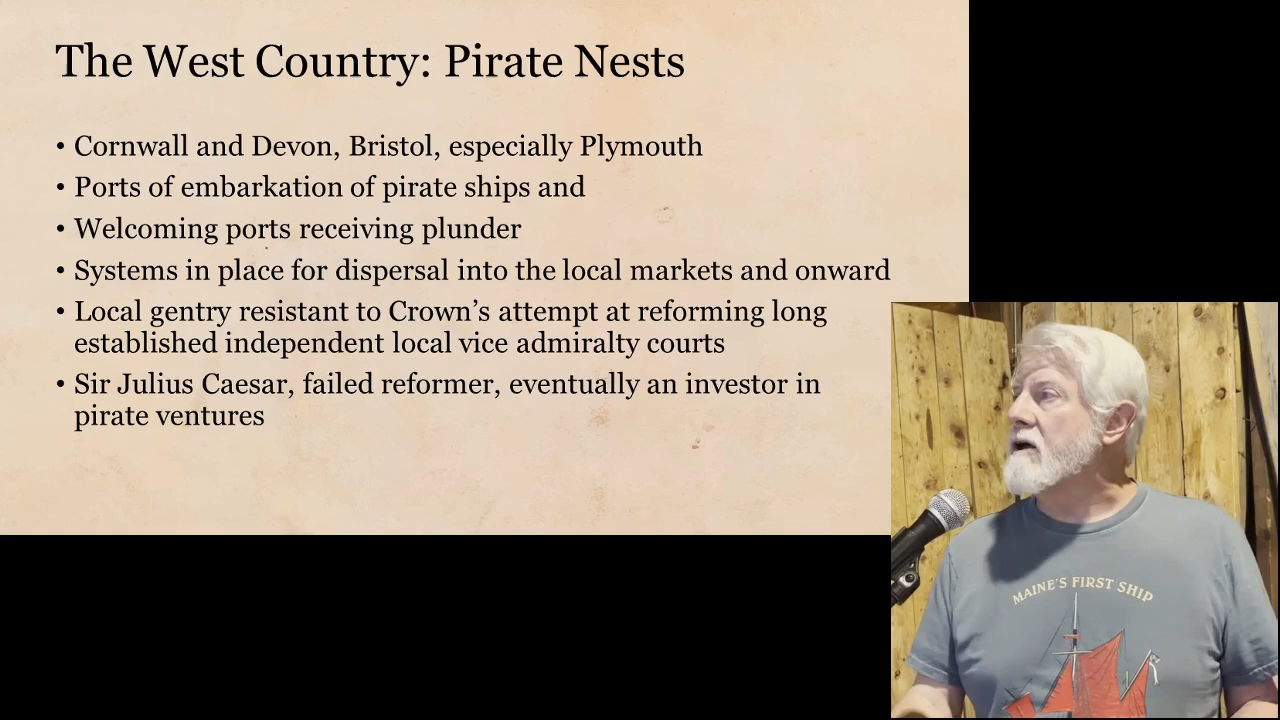 The West Country: Pirate Nests
• Cornwall and Devon, Bristol, especially Plymouth
• Ports of embarkation of pirate ships and
• Welcoming ports receiving plunder
• Systems in place for dispersal into the local markets and onward
• Local gentry resistant to Crown’s attempt at reforming long
established independent local vice admiralty courts
• Sir Julius Caesar, failed reformer, eventually an investor in
pirate ventures
MAINE'S FIRST SHIP